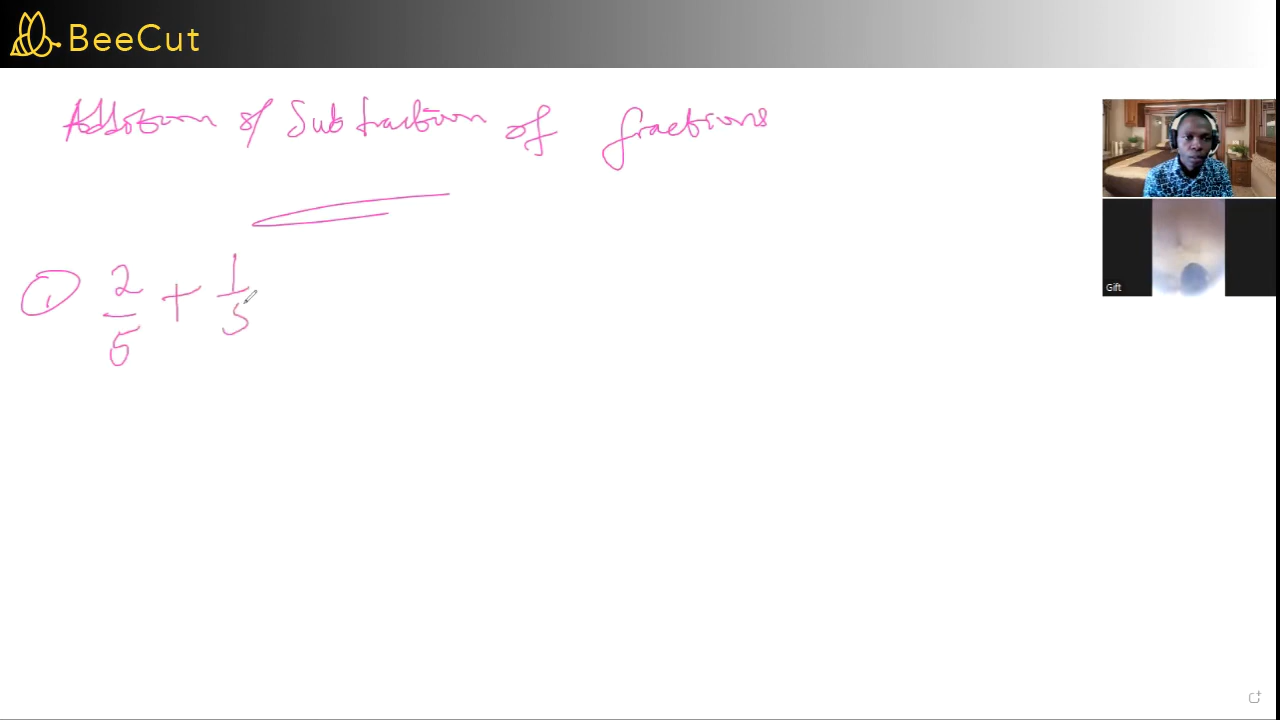 BeeCut
Addition & Subtraction of fractions
① 2/5 + 1/5
Gift